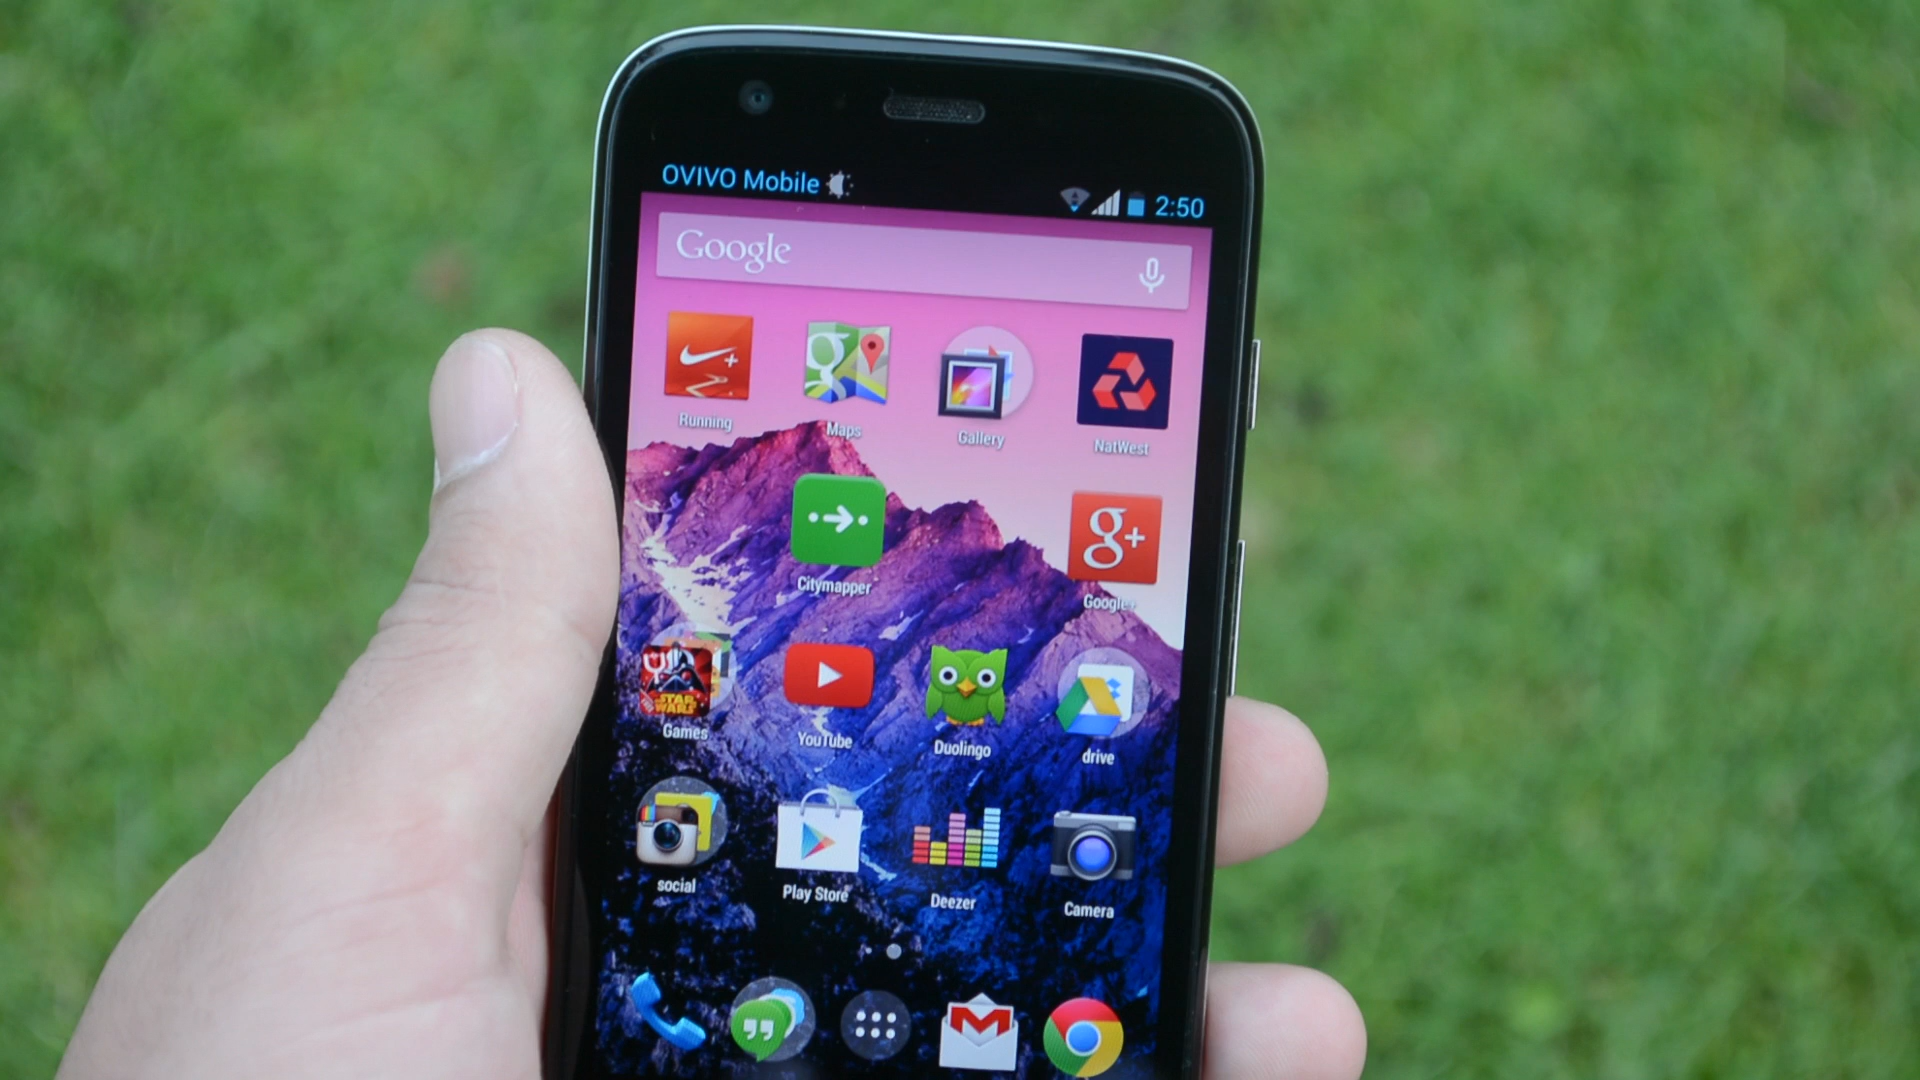 OVIVO Mobile 2:50
Google
Running Maps Gallery NatWest
g+
Citymapper Google+
STAR WARS
Games YouTube Duolingo drive
social Play Store Deezer Camera